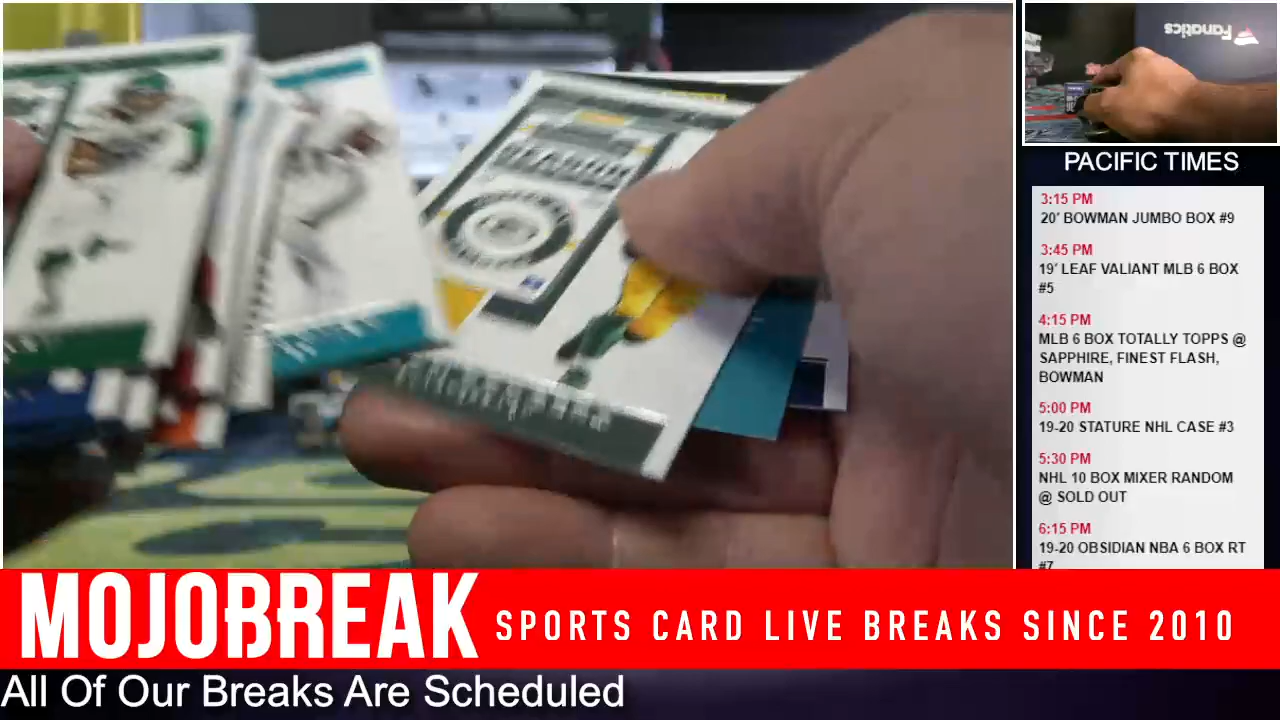 Fanatics
PACIFIC TIMES
3:15 PM
20' BOWMAN JUMBO BOX #9
3:45 PM
19' LEAF VALIANT MLB 6 BOX
#5
4:15 PM
MLB 6 BOX TOTALLY TOPPS @
SAPPHIRE, FINEST FLASH,
BOWMAN
5:00 PM
19-20 STATURE NHL CASE #3
5:30 PM
NHL 10 BOX MIXER RANDOM
@ SOLD OUT
6:15 PM
19-20 OBSIDIAN NBA 6 BOX RT
#7
MOJOBREAK
SPORTS CARD LIVE BREAKS SINCE 2010
All Of Our Breaks Are Scheduled